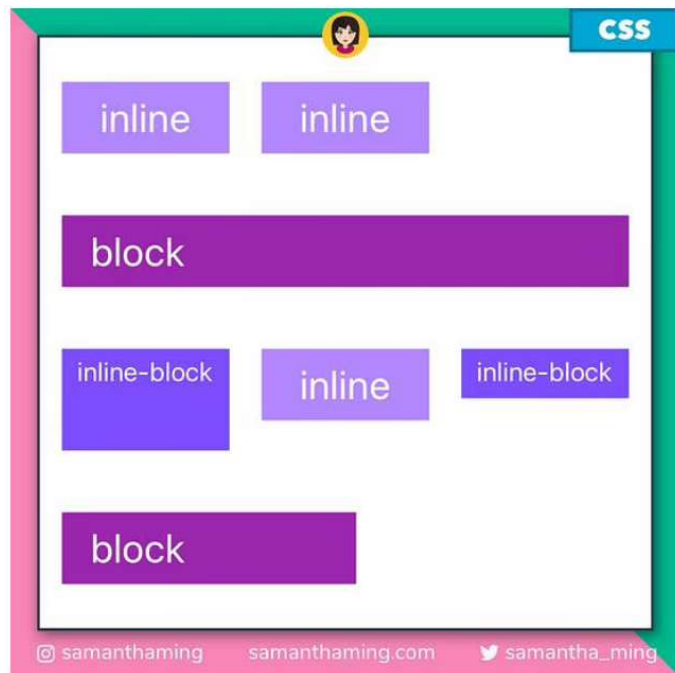 CSS
inline inline
block
inline-block inline inline-block
block
samanthaming samanthaming.com samantha_ming